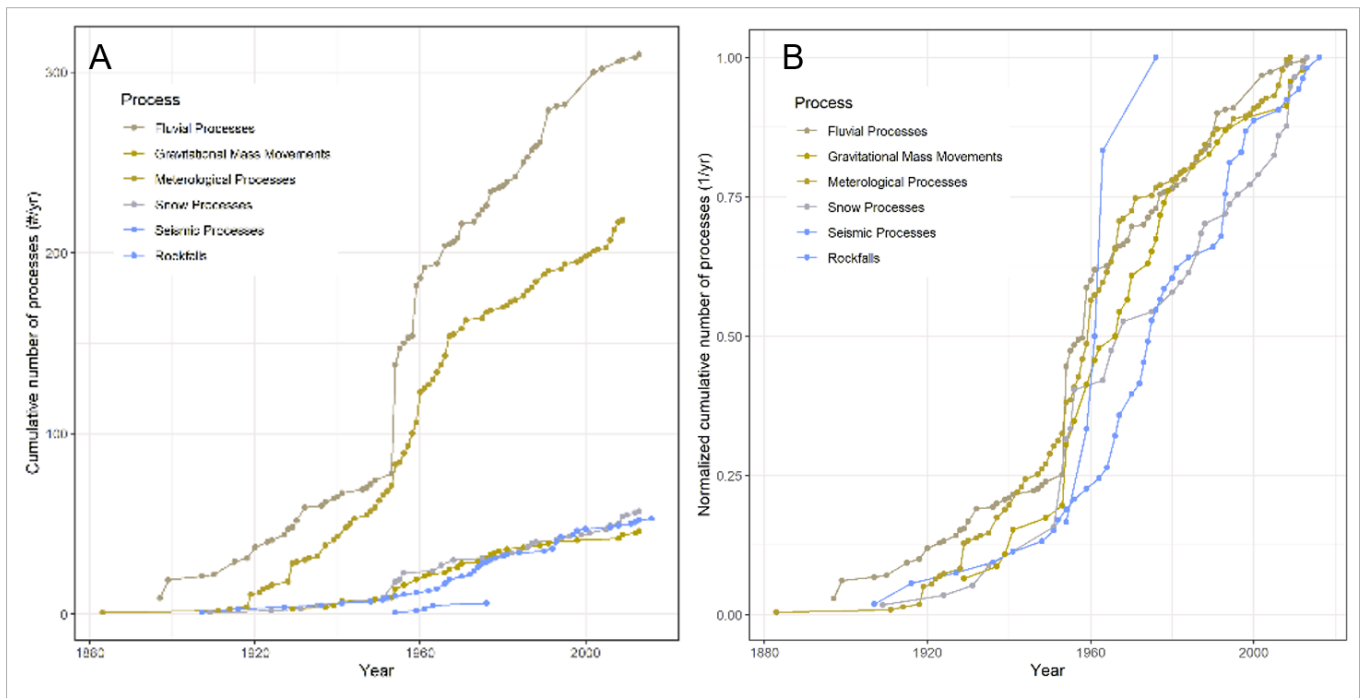 A
Cumulative number of processes (#/yr)
300
200
100
0
Process
Fluvial Processes
Gravitational Mass Movements
Meterological Processes
Snow Processes
Seismic Processes
Rockfalls
1880 1920 1960 2000
Year
B
Normalized cumulative number of processes (1/yr)
1.00
0.75
0.50
0.25
0.00
Process
Fluvial Processes
Gravitational Mass Movements
Meterological Processes
Snow Processes
Seismic Processes
Rockfalls
1880 1920 1960 2000
Year